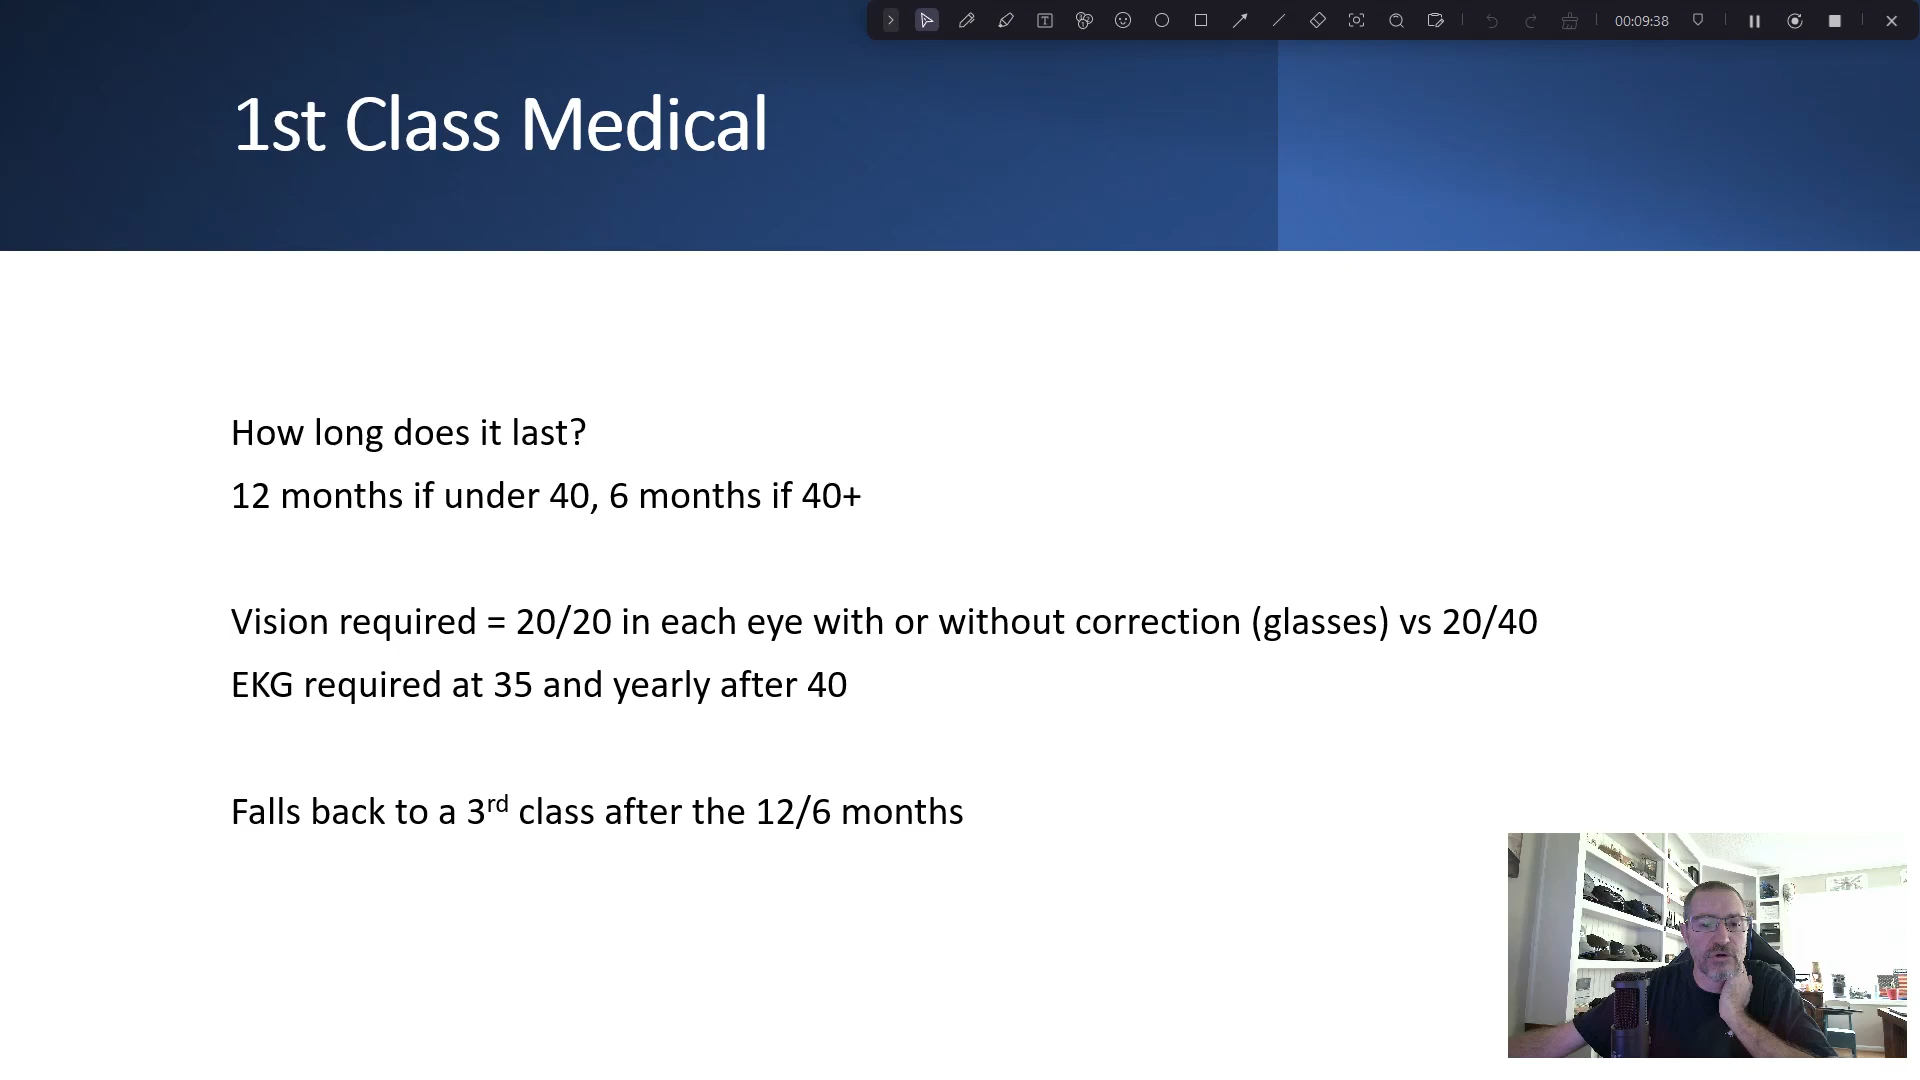 00:09:38
1st Class Medical
How long does it last?
12 months if under 40, 6 months if 40+
Vision required = 20/20 in each eye with or without correction (glasses) vs 20/40
EKG required at 35 and yearly after 40
Falls back to a 3rd class after the 12/6 months